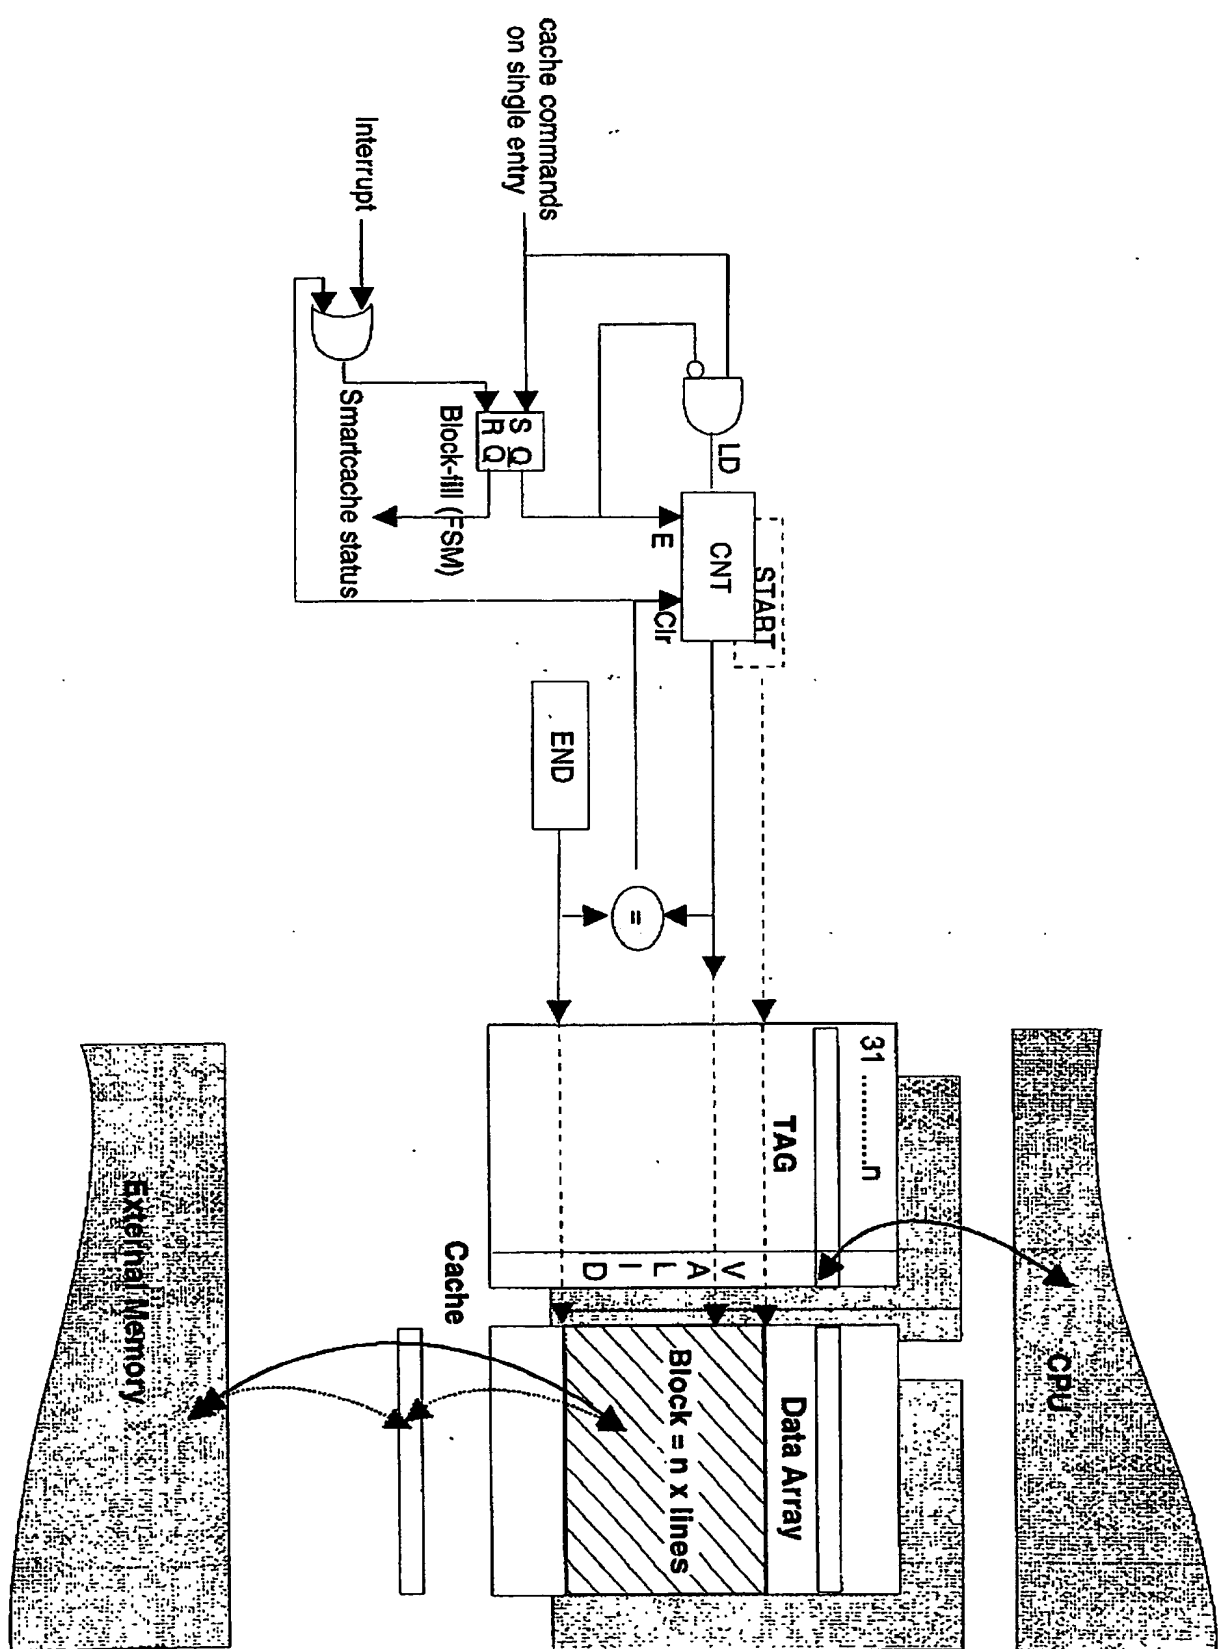 cache commands
on single entry
Interrupt
LD
START
CNT
E
Clr
S Q
R Q
Block-fill (FSM)
Smartcache status
END
=
31 ............n
TAG
VALID
Cache
Data Array
Block = n x lines
CPU
External Memory